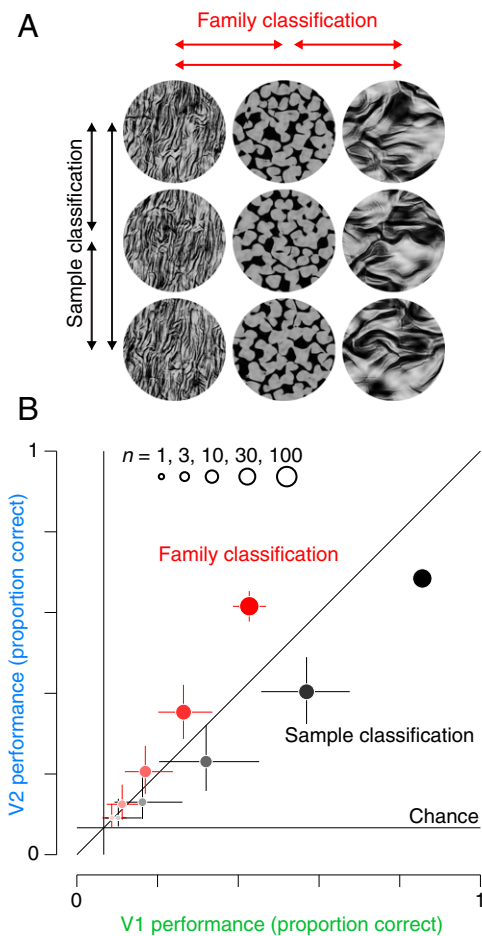 A
Family classification
Sample classification
B
n = 1, 3, 10, 30, 100
1
Family classification
V2 performance (proportion correct)
Sample classification
Chance
0
0
1
V1 performance (proportion correct)